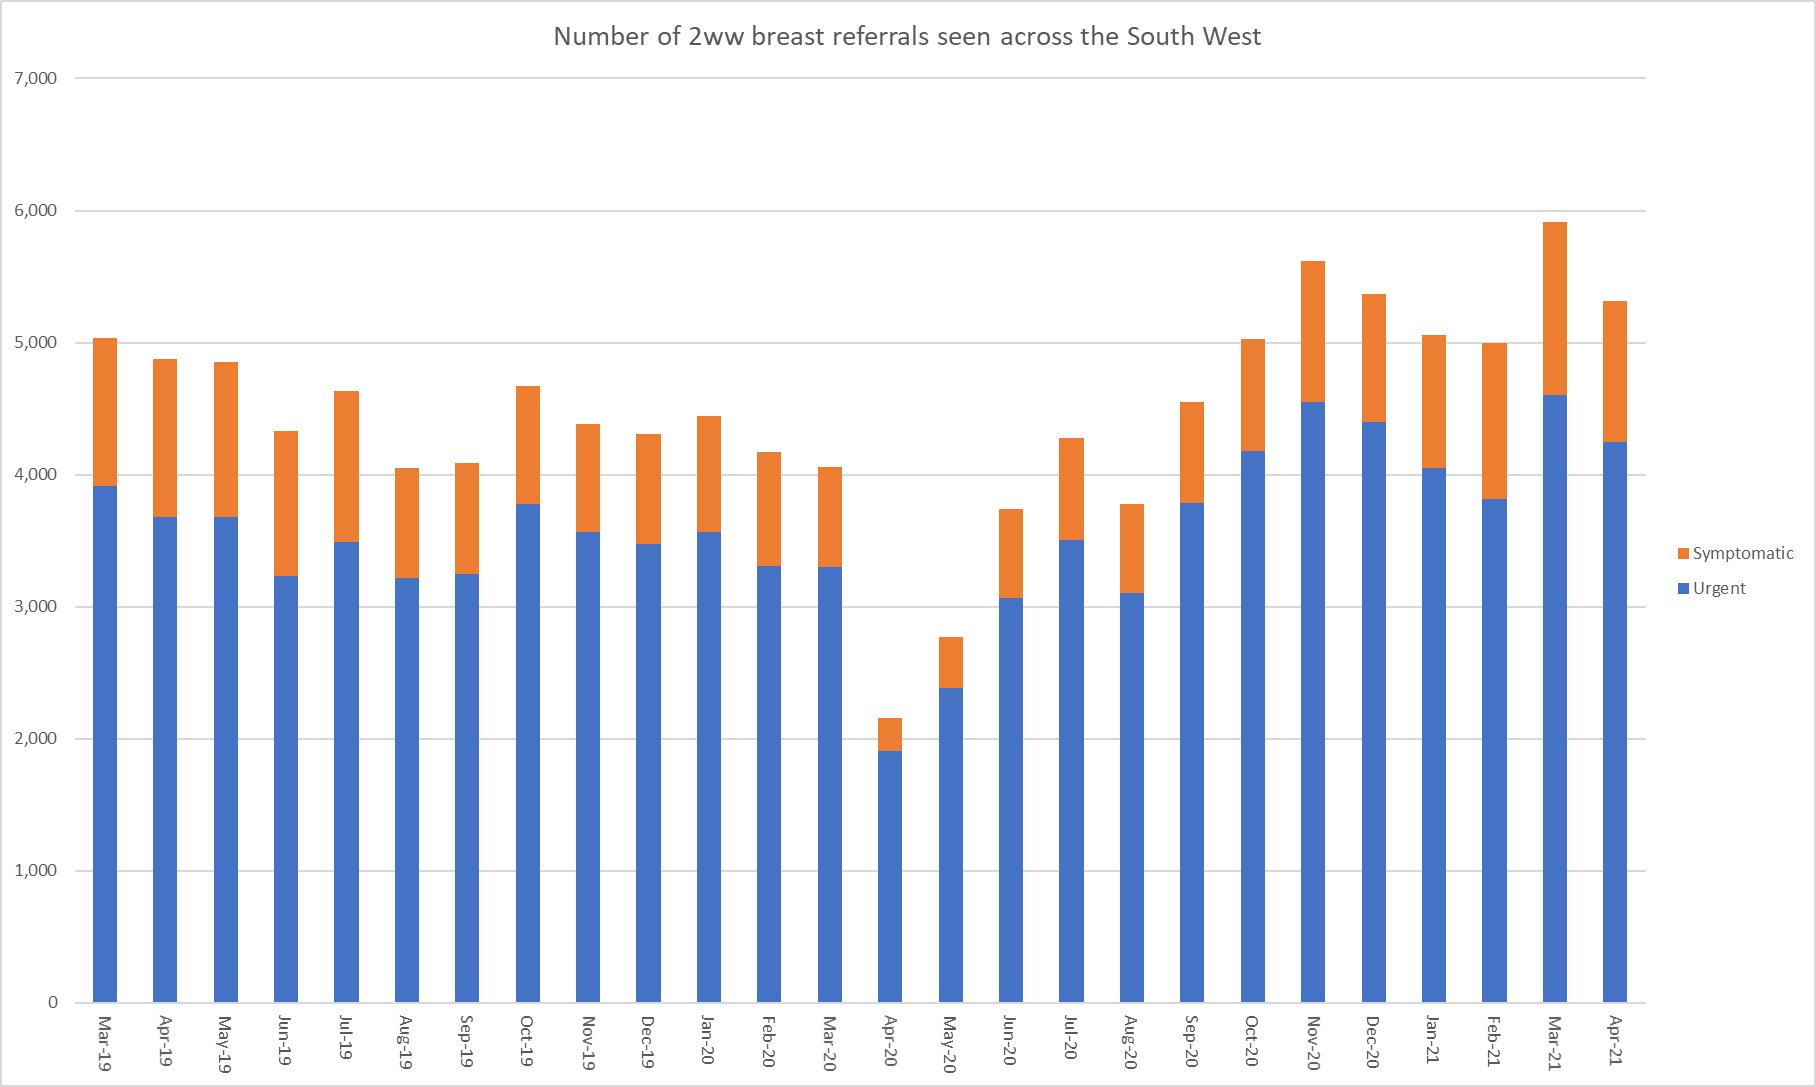 Number of 2ww breast referrals seen across the South West
7,000
6,000
5,000
4,000
3,000
2,000
1,000
0
Mar-19
Apr-19
May-19
Jun-19
Jul-19
Aug-19
Sep-19
Oct-19
Nov-19
Dec-19
Jan-20
Feb-20
Mar-20
Apr-20
May-20
Jun-20
Jul-20
Aug-20
Sep-20
Oct-20
Nov-20
Dec-20
Jan-21
Feb-21
Mar-21
Apr-21
Symptomatic
Urgent